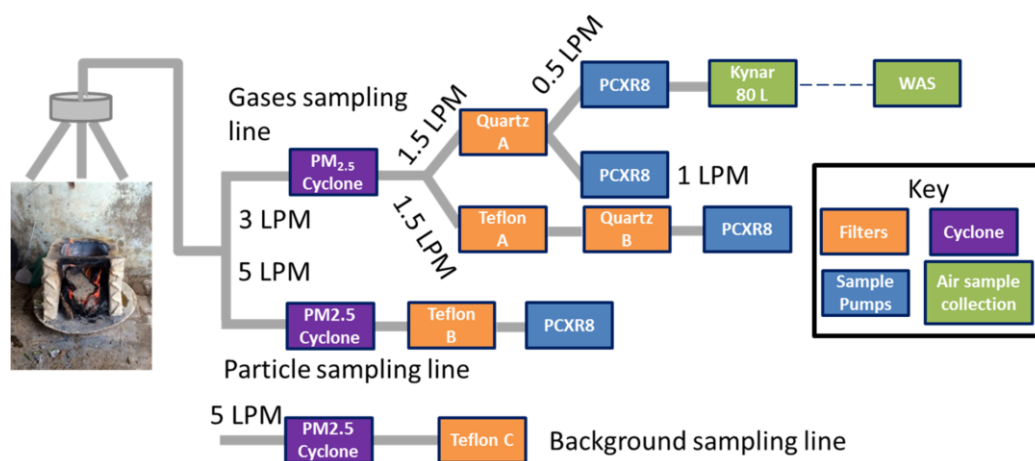 Gases sampling
line
PM2.5
Cyclone
3 LPM
5 LPM
1.5 LPM
1.5 LPM
Quartz
A
0.5 LPM
PCXR8
Kynar
80 L
WAS
PCXR8
1 LPM
Teflon
A
Quartz
B
PCXR8
PM2.5
Cyclone
Teflon
B
PCXR8
Particle sampling line
5 LPM
PM2.5
Cyclone
Teflon C
Background sampling line
Key
Filters
Cyclone
Sample
Pumps
Air sample
collection